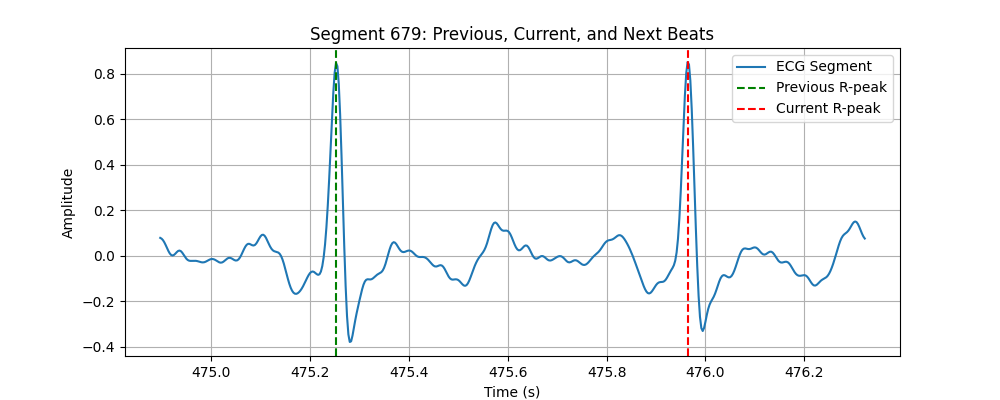 Segment 679: Previous, Current, and Next Beats
ECG Segment
Previous R-peak
Current R-peak
Amplitude
0.8
0.6
0.4
0.2
0.0
−0.2
−0.4
475.0 475.2 475.4 475.6 475.8 476.0 476.2
Time (s)